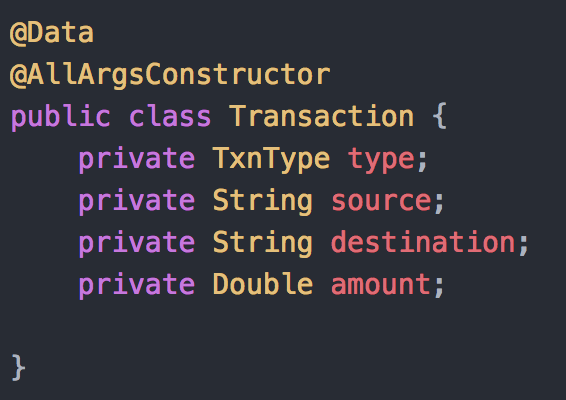 @Data
@AllArgsConstructor
public class Transaction {
    private TxnType type;
    private String source;
    private String destination;
    private Double amount;

}